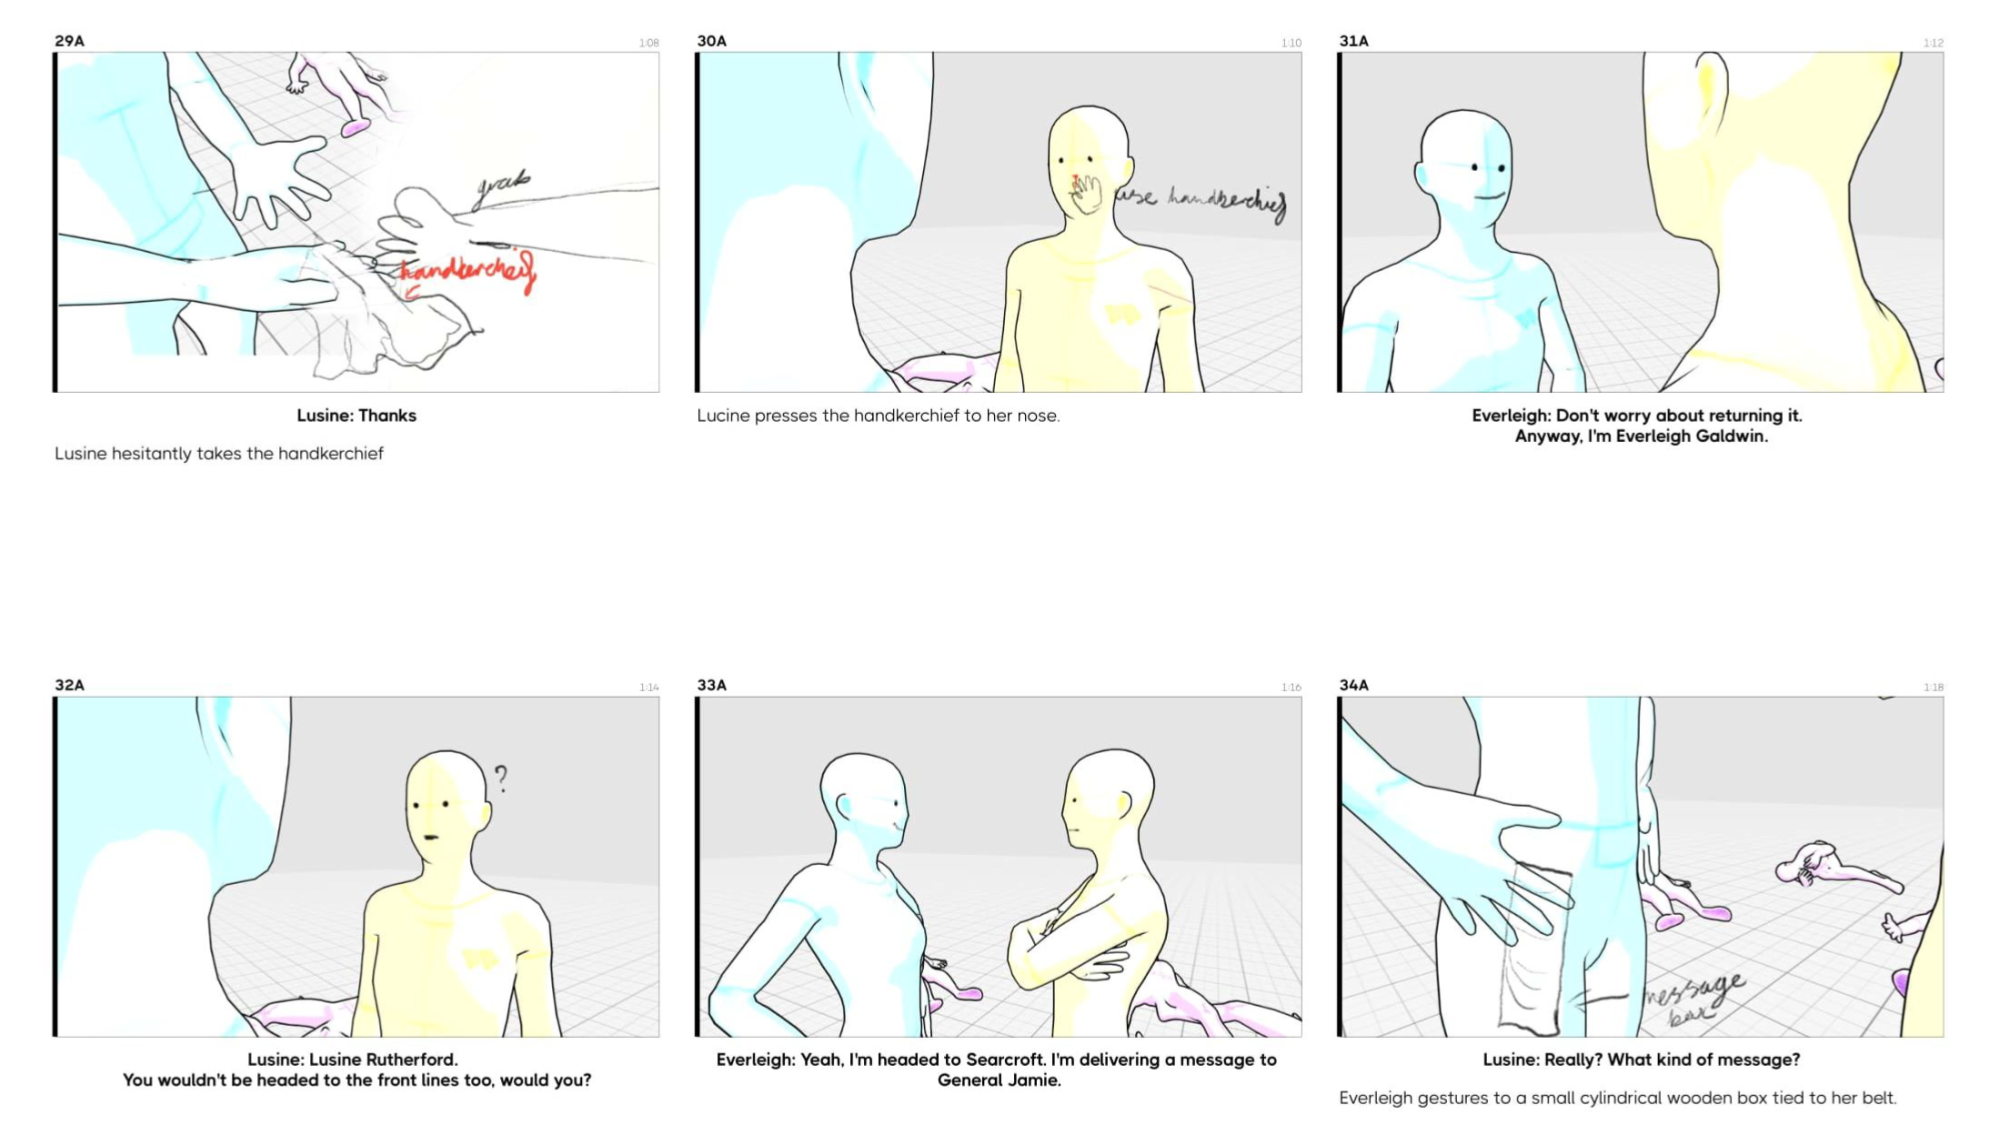 29A
1:08
grab
handkercheif
Lusine: Thanks
Lusine hesitantly takes the handkerchief
30A
1:10
use handkerchief
Lucine presses the handkerchief to her nose.
31A
1:12
Everleigh: Don't worry about returning it.
Anyway, I'm Everleigh Galdwin.
32A
1:14
?
Lusine: Lusine Rutherford.
You wouldn't be headed to the front lines too, would you?
33A
1:16
Everleigh: Yeah, I'm headed to Searcroft. I'm delivering a message to
General Jamie.
34A
1:18
message
box
Lusine: Really? What kind of message?
Everleigh gestures to a small cylindrical wooden box tied to her belt.